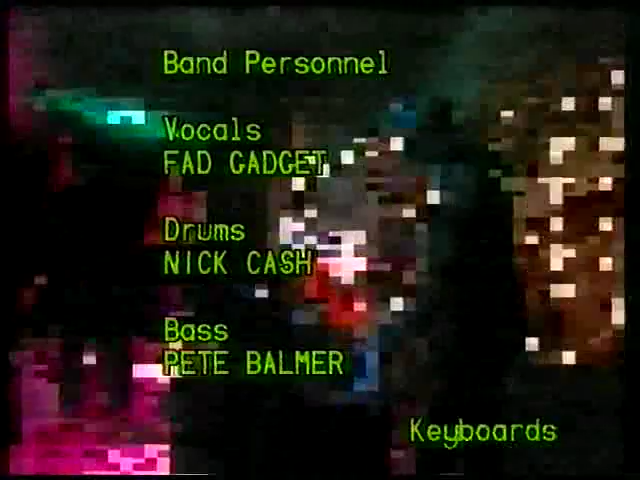 Band Personnel
Vocals
FAD GADGET
Drums
NICK CASH
Bass
PETE BALMER
Keyboards